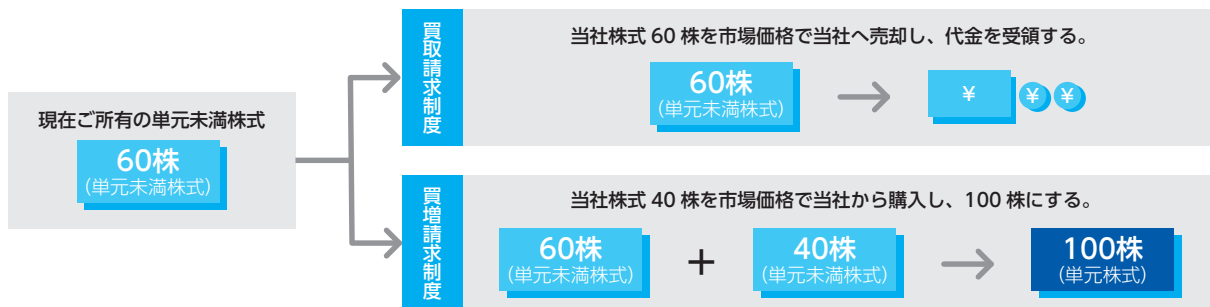 現在ご所有の単元未満株式
60株
(単元未満株式)
買取請求制度
当社株式 60 株を市場価格で当社へ売却し、代金を受領する。
60株
(単元未満株式)
¥
¥
¥
買増請求制度
当社株式 40 株を市場価格で当社から購入し、100 株にする。
60株
(単元未満株式)
+
40株
(単元未満株式)
100株
(単元株式)